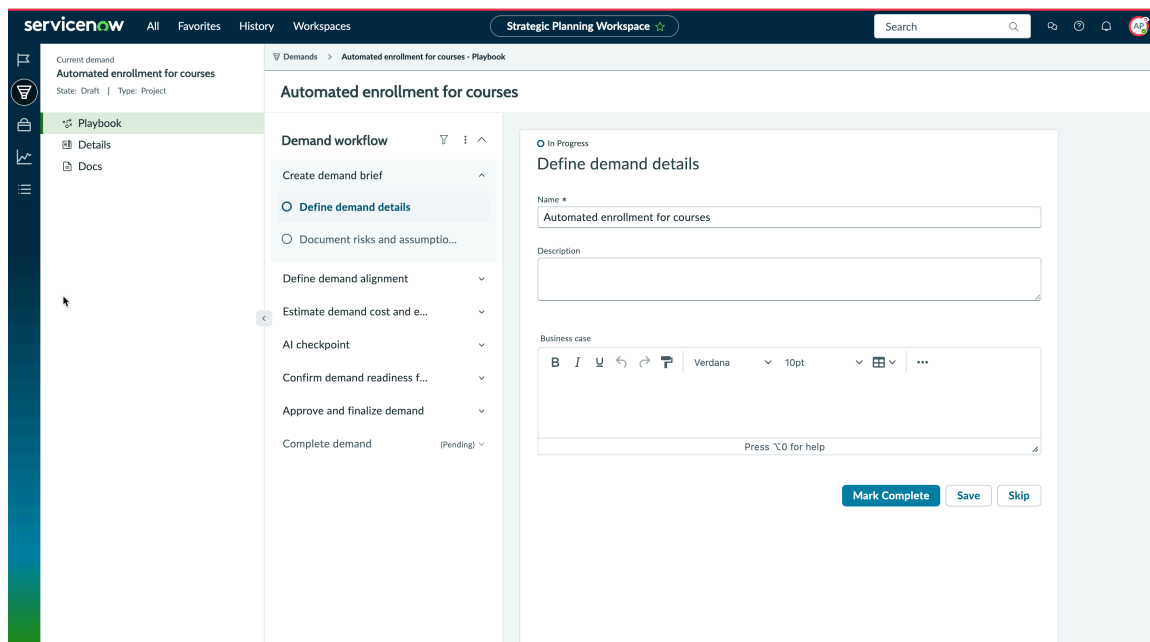 servicenow
All
Favorites
History
Workspaces
Strategic Planning Workspace
Search
AP
Current demand
Automated enrollment for courses
State: Draft | Type: Project
Playbook
Details
Docs
Demands > Automated enrollment for courses - Playbook
Automated enrollment for courses
Demand workflow
Create demand brief
Define demand details
Document risks and assumptio...
Define demand alignment
Estimate demand cost and e...
AI checkpoint
Confirm demand readiness f...
Approve and finalize demand
Complete demand (Pending)
In Progress
Define demand details
Name *
Automated enrollment for courses
Description
Business case
B I U Verdana 10pt ...
Press ⌥0 for help
Mark Complete
Save
Skip